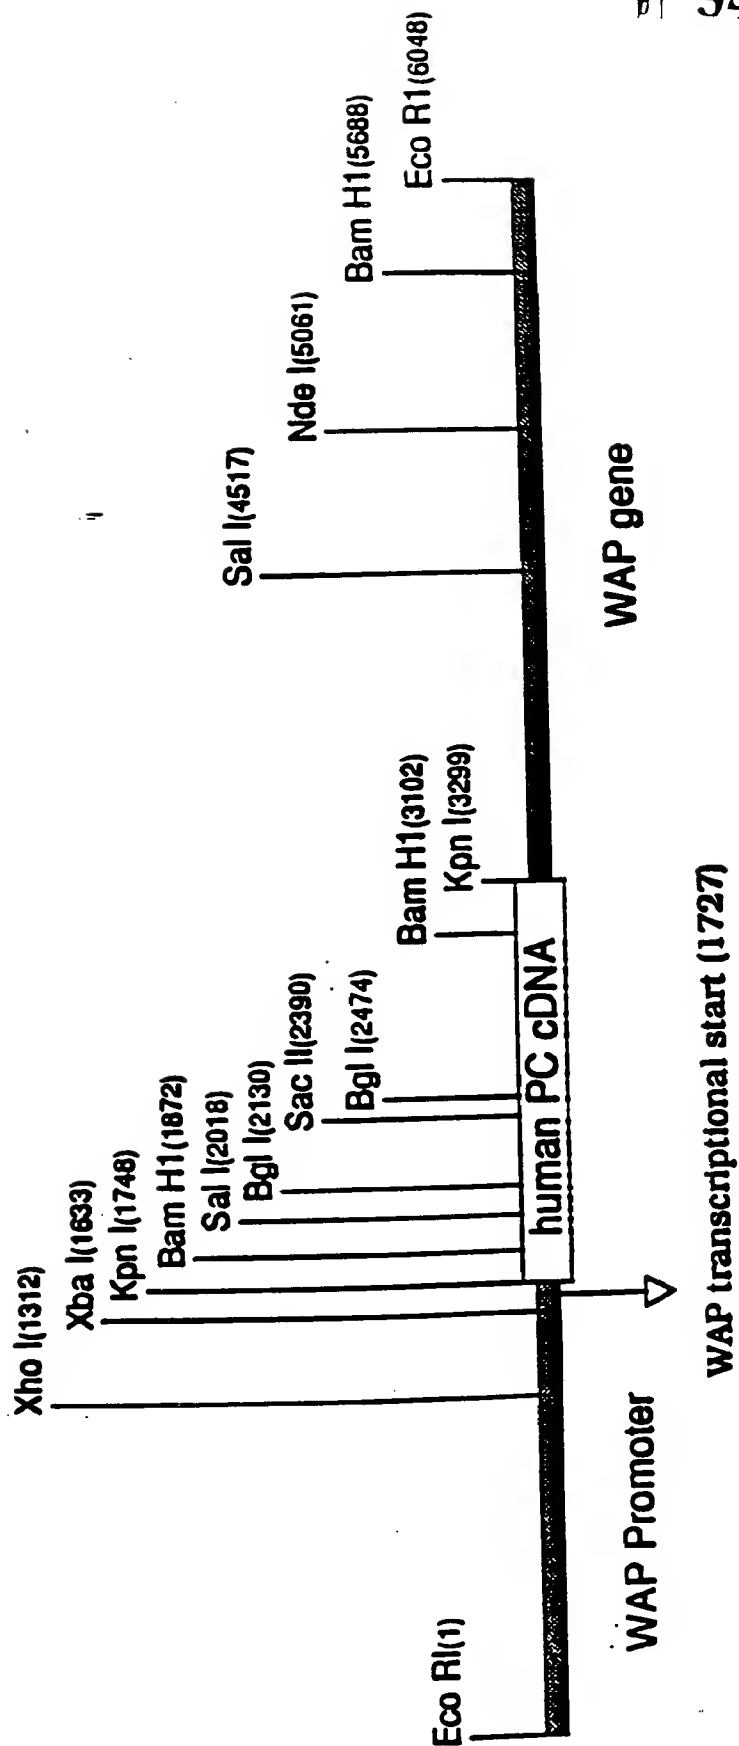 Eco RI(1)
Xho I(1312)
Xba I(1633)
Kpn I(1748)
Bam H1(1872)
Sal I(2018)
Bgl I(2130)
Sac II(2390)
Bgl I(2474)
Bam H1(3102)
Kpn I(3299)
Sal I(4517)
Nde I(5061)
Bam H1(5688)
Eco R1(6048)
human PC cDNA
WAP Promoter
WAP gene
WAP transcriptional start (1727)